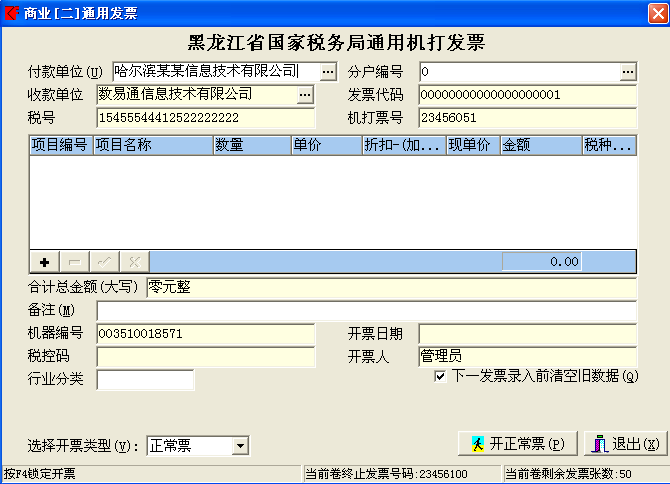 商业[二]通用发票
黑龙江省国家税务局通用机打发票
付款单位(U) 哈尔滨某某信息技术有限公司 ... 分户编号 0 ...
收款单位 数易通信息技术有限公司 ... 发票代码 00000000000000000001
税号 15455544412522222222 机打票号 23456051
项目编号 项目名称 数量 单价 折扣-(加... 现单价 金额 税种...
0.00
合计总金额(大写) 零元整
备注(M)
机器编号 003510018571 开票日期
税控码 开票人 管理员
行业分类 下一发票录入前清空旧数据(Q)
选择开票类型(V): 正常票 开正常票(P) 退出(X)
按F4锁定开票 当前卷终止发票号码:23456100 当前卷剩余发票张数:50